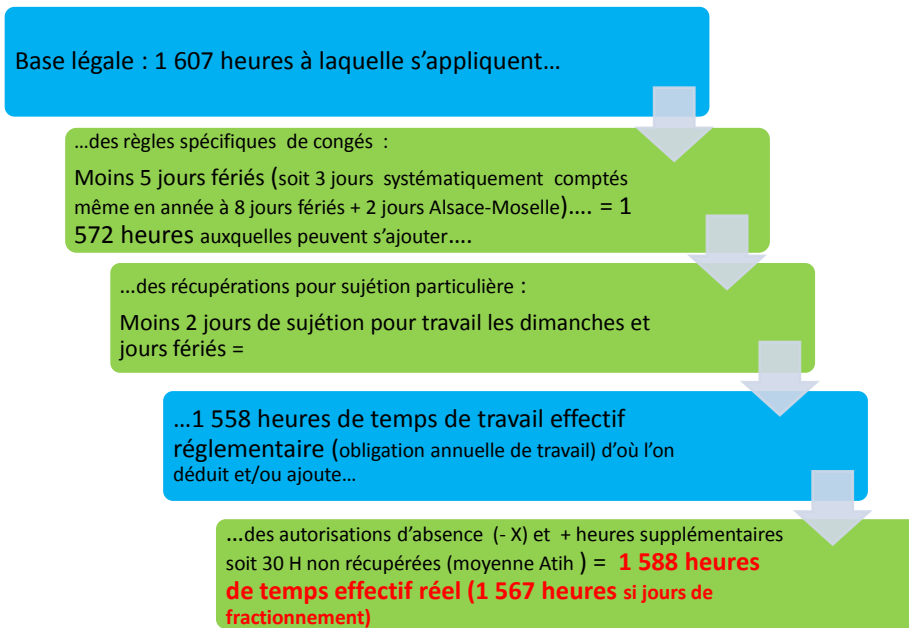 Base légale : 1 607 heures à laquelle s'appliquent…
…des règles spécifiques de congés :
Moins 5 jours fériés (soit 3 jours systématiquement comptés
même en année à 8 jours fériés + 2 jours Alsace-Moselle).... = 1
572 heures auxquelles peuvent s'ajouter....
…des récupérations pour sujétion particulière :
Moins 2 jours de sujétion pour travail les dimanches et
jours fériés =
…1 558 heures de temps de travail effectif
réglementaire (obligation annuelle de travail) d'où l'on
déduit et/ou ajoute…
…des autorisations d'absence (- X) et + heures supplémentaires
soit 30 H non récupérées (moyenne Atih ) = 1 588 heures
de temps effectif réel (1 567 heures si jours de
fractionnement)